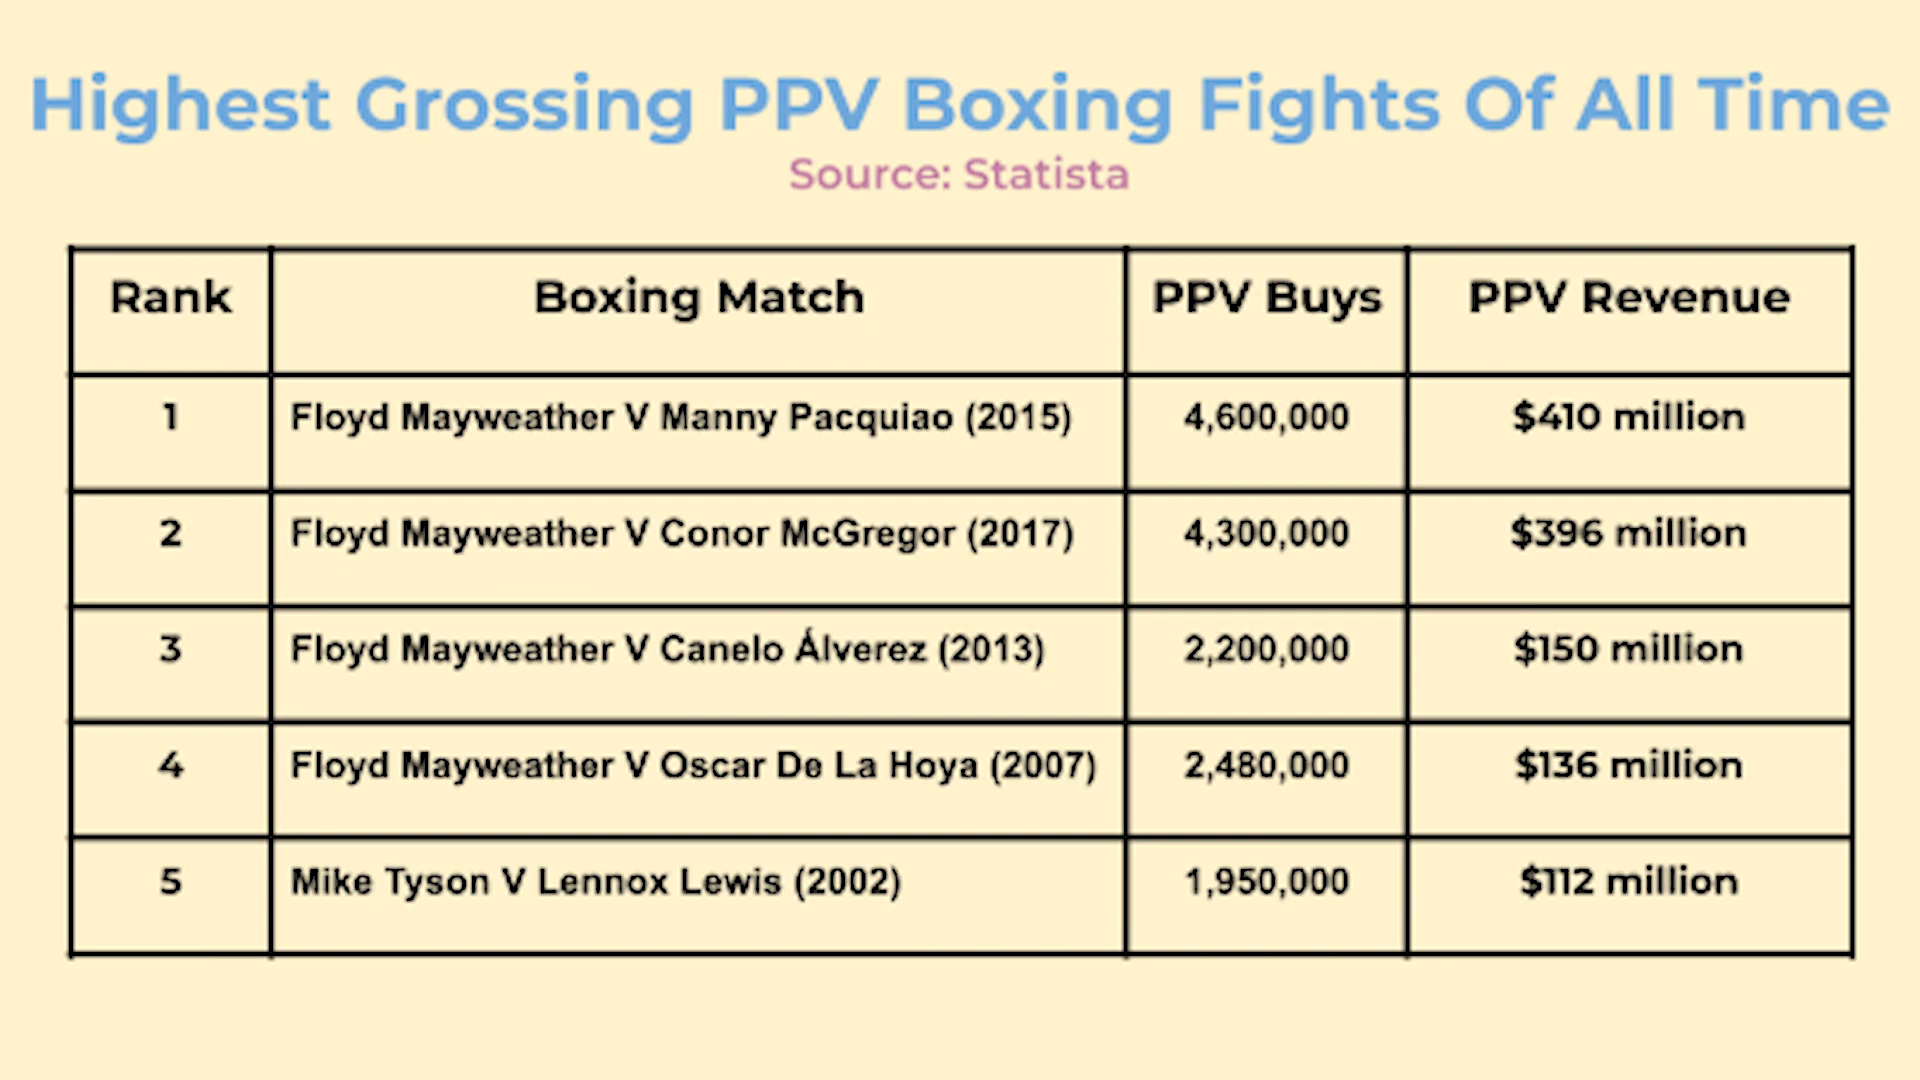 Highest Grossing PPV Boxing Fights Of All Time
Source: Statista
Rank Boxing Match PPV Buys PPV Revenue
1 Floyd Mayweather V Manny Pacquiao (2015) 4,600,000 $410 million
2 Floyd Mayweather V Conor McGregor (2017) 4,300,000 $396 million
3 Floyd Mayweather V Canelo Álverez (2013) 2,200,000 $150 million
4 Floyd Mayweather V Oscar De La Hoya (2007) 2,480,000 $136 million
5 Mike Tyson V Lennox Lewis (2002) 1,950,000 $112 million